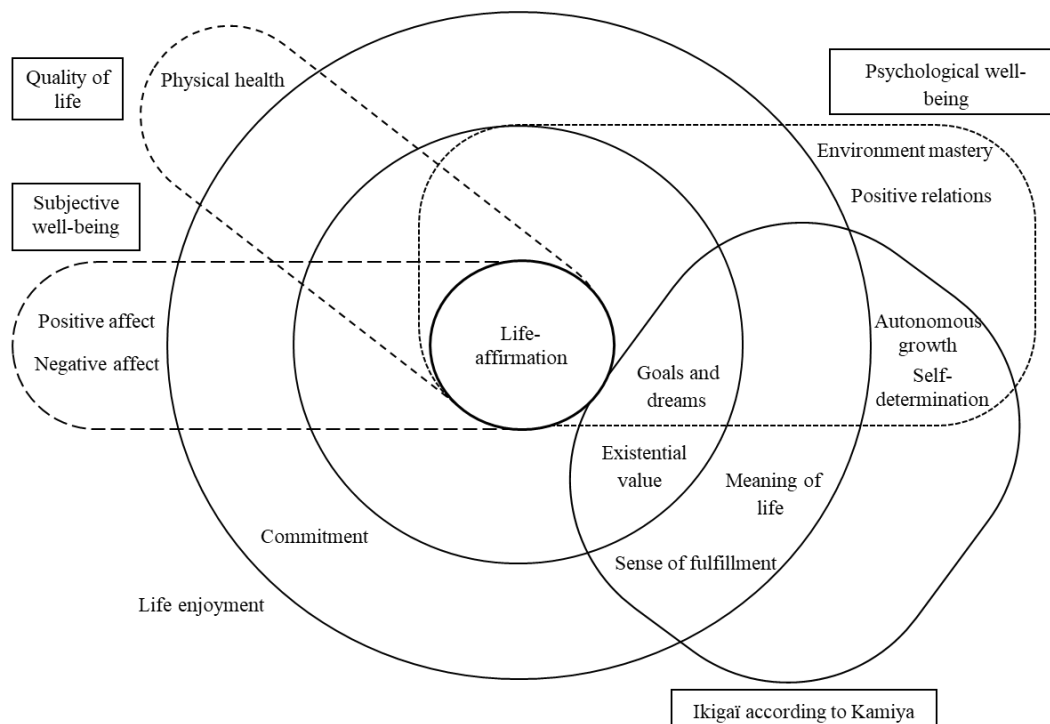 Quality of
life
Physical health
Psychological well-
being
Environment mastery
Positive relations
Subjective
well-being
Positive affect
Negative affect
Life-
affirmation
Goals and
dreams
Autonomous
growth
Self-
determination
Existential
value
Meaning of
life
Commitment
Sense of fulfillment
Life enjoyment
Ikigaï according to Kamiya